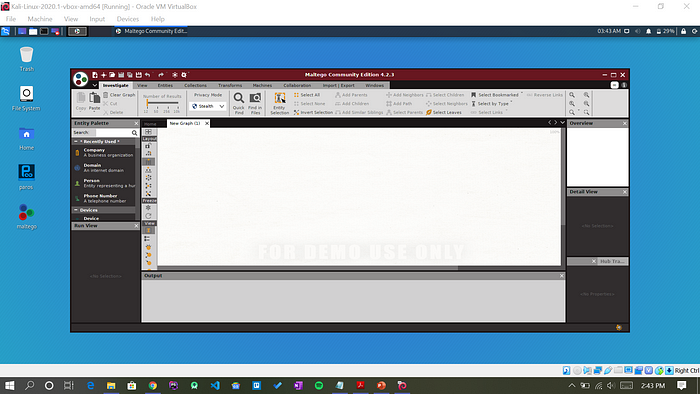 Kali-Linux-2020.1-vbox-amd64 [Running] - Oracle VM VirtualBox
File Machine View Input Devices Help
Maltego Community Edit...
03:43 AM 29%
Trash
File System
Home
paros
maltego
Maltego Community Edition 4.2.3
Investigate View Entities Collections Transforms Machines Collaboration Import | Export Windows
Copy Paste Clear Graph Cut Delete
Number of Results
Privacy Mode
Stealth
Quick Find
Find in Files
Entity Selection
Select All
Select None
Invert Selection
Add Parents
Add Children
Add Similar Siblings
Add Neighbors
Add Path
Select Parents
Select Children
Select Neighbors
Select Leaves
Select Bookmarked
Select by Type
Select Links
Reverse Links
Entity Palette
Search
Recently Used
Company
A business organization
Domain
An internet domain
Person
Entity representing a hu
Phone Number
A telephone number
Devices
Device
Run View
<No Selection>
Home
New Graph (1)
Layout
Freeze
View
FOR DEMO USE ONLY
Output
Overview
Detail View
<No Selection>
Hub Tra...
<No Properties>
Right Ctrl
2:43 PM